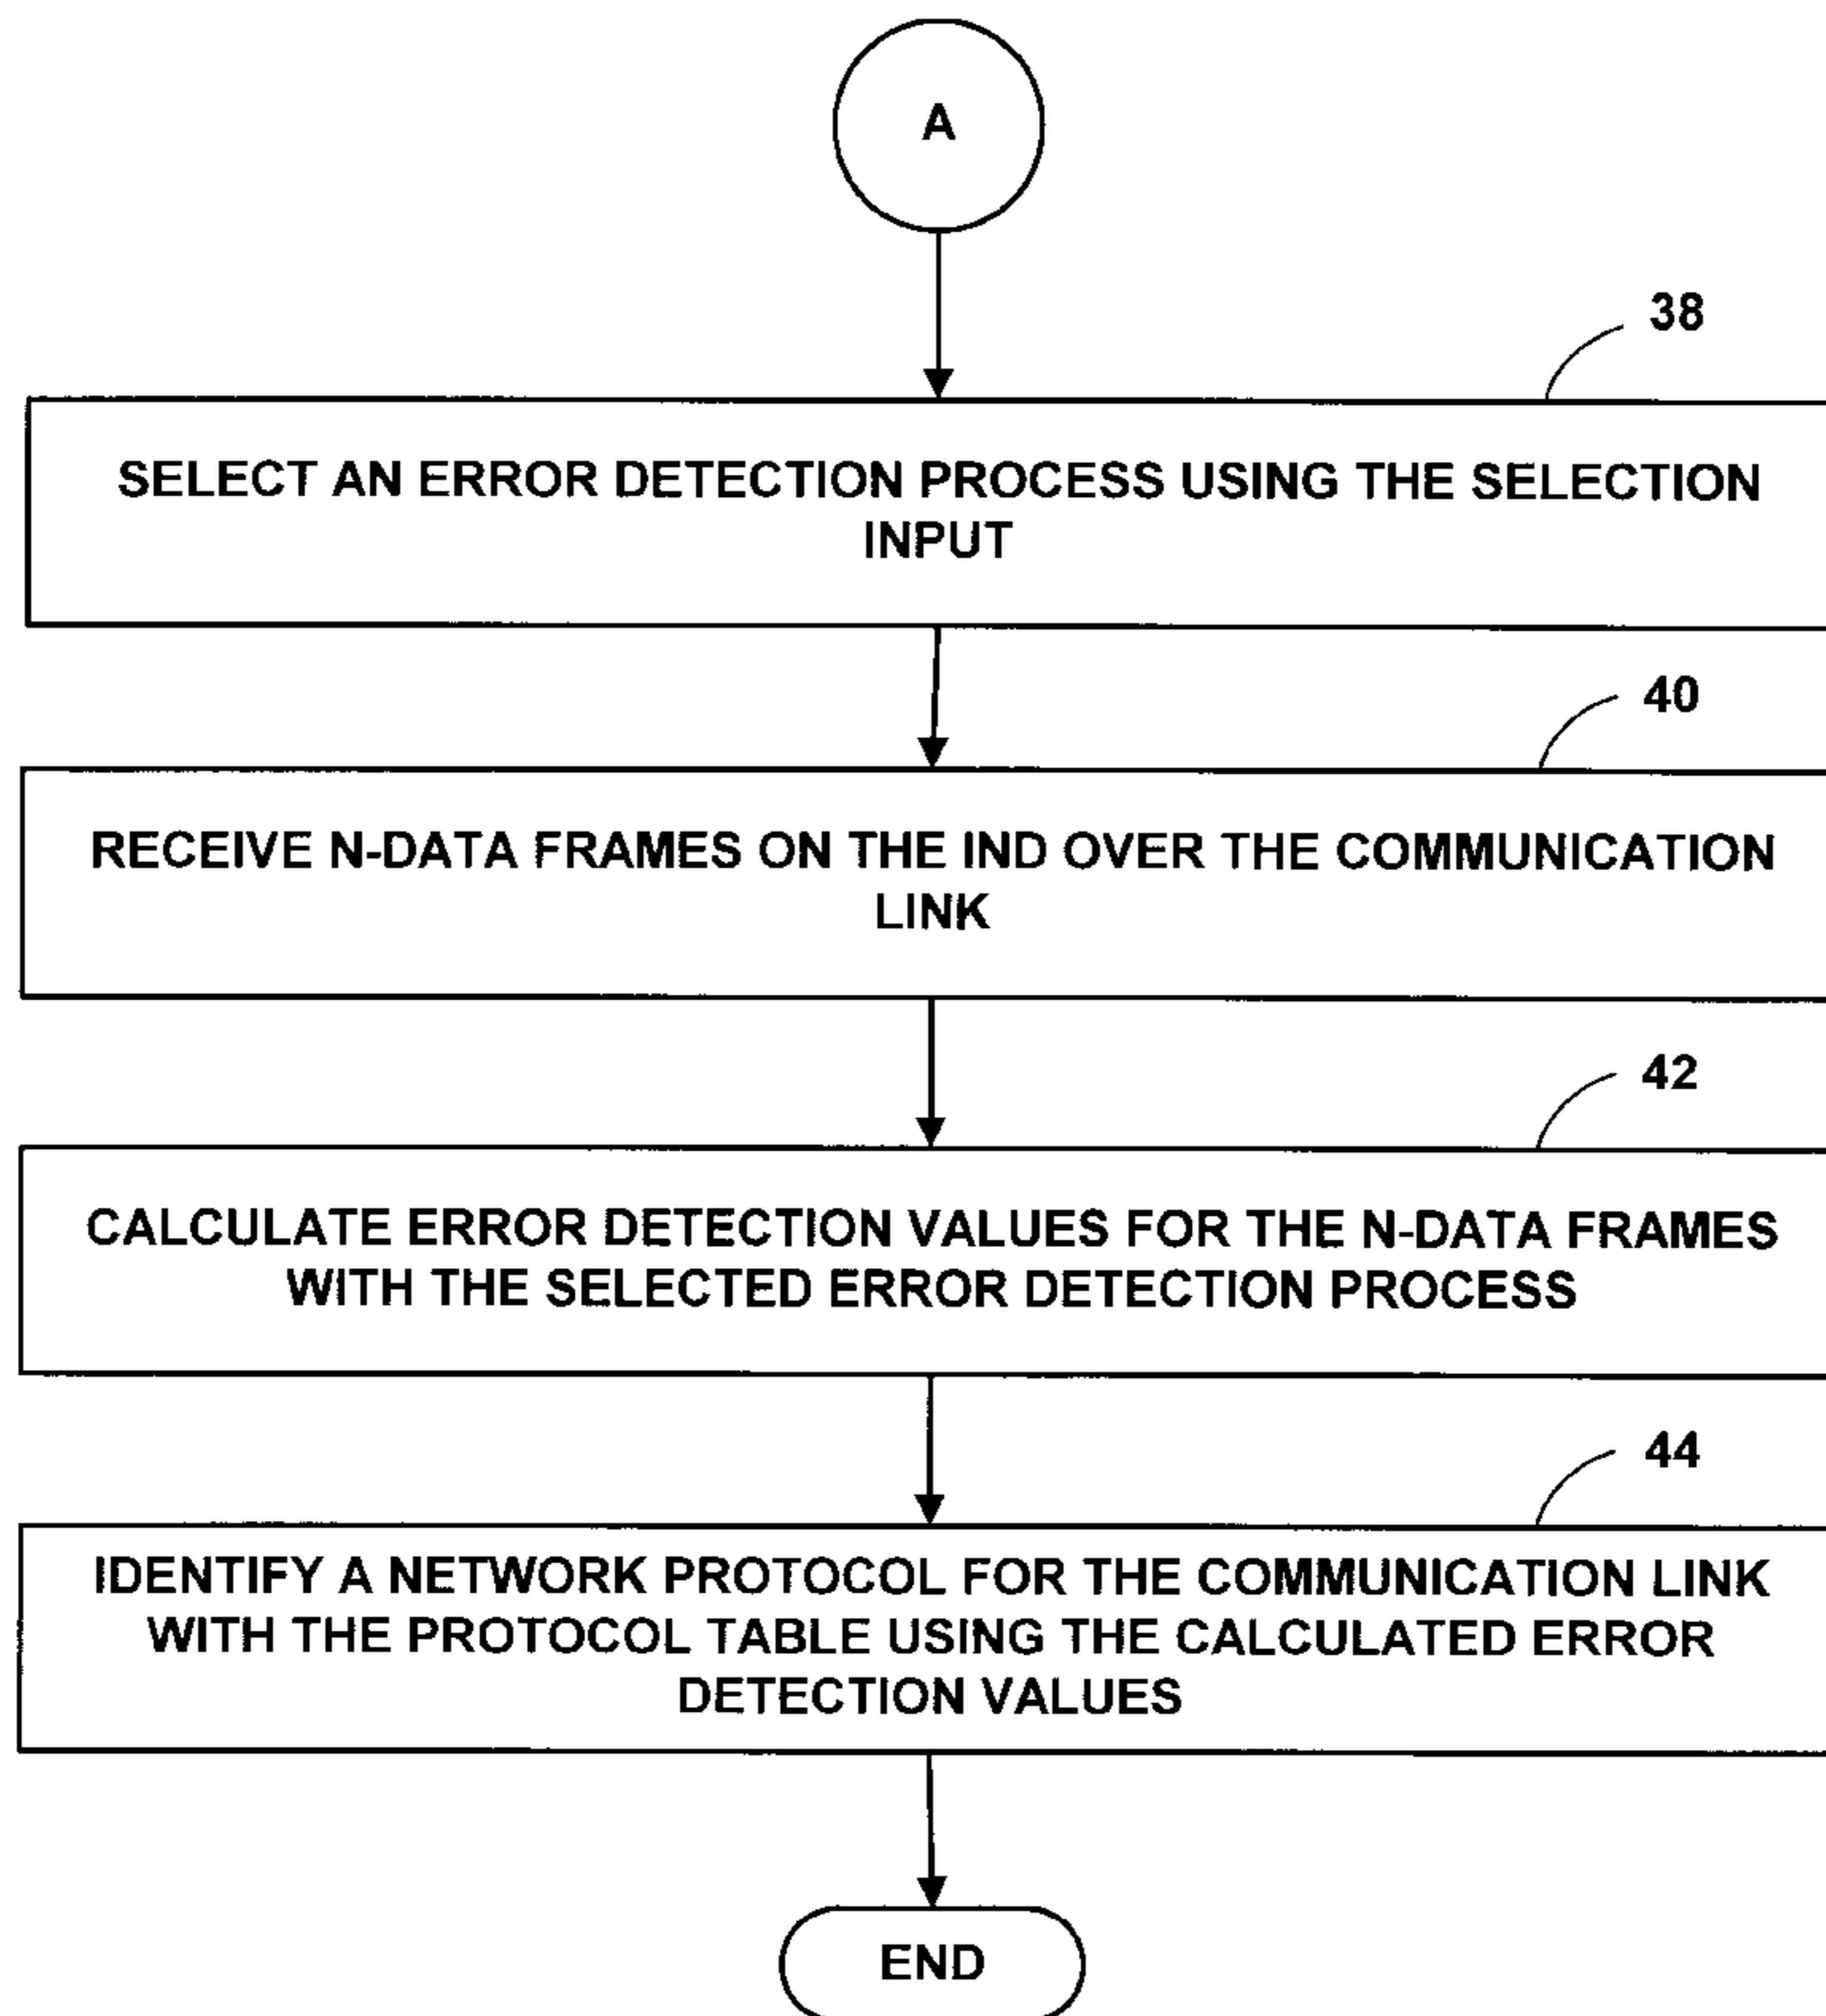 A
38
SELECT AN ERROR DETECTION PROCESS USING THE SELECTION
INPUT
40
RECEIVE N-DATA FRAMES ON THE IND OVER THE COMMUNICATION
LINK
42
CALCULATE ERROR DETECTION VALUES FOR THE N-DATA FRAMES
WITH THE SELECTED ERROR DETECTION PROCESS
44
IDENTIFY A NETWORK PROTOCOL FOR THE COMMUNICATION LINK
WITH THE PROTOCOL TABLE USING THE CALCULATED ERROR
DETECTION VALUES
END